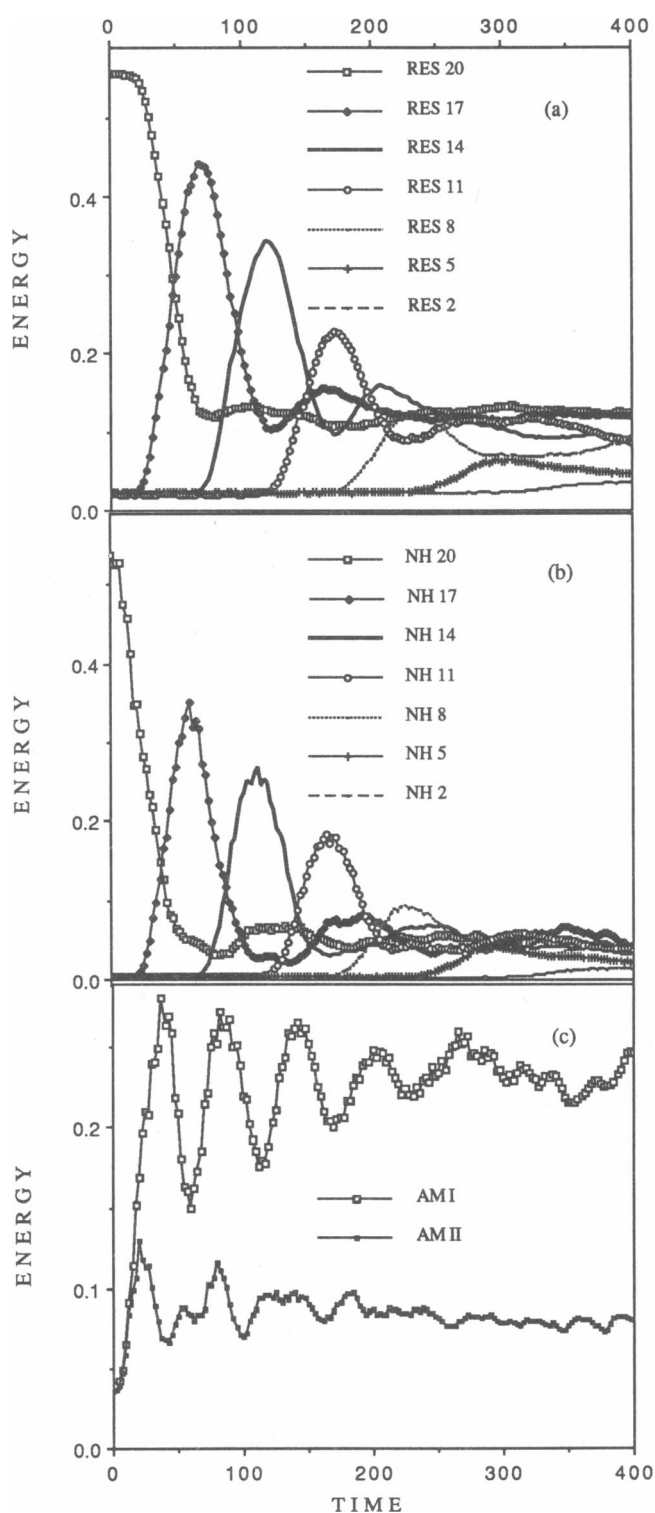 0 100 200 300 400
RES 20
RES 17
(a)
RES 14
0.4
RES 11
RES 8
RES 5
RES 2
ENERGY
0.2
0.0
NH 20
(b)
NH 17
NH 14
0.4
NH 11
NH 8
NH 5
NH 2
ENERGY
0.2
0.0
(c)
0.2
AM I
AM II
ENERGY
0.1
0.0
0 100 200 300 400
TIME